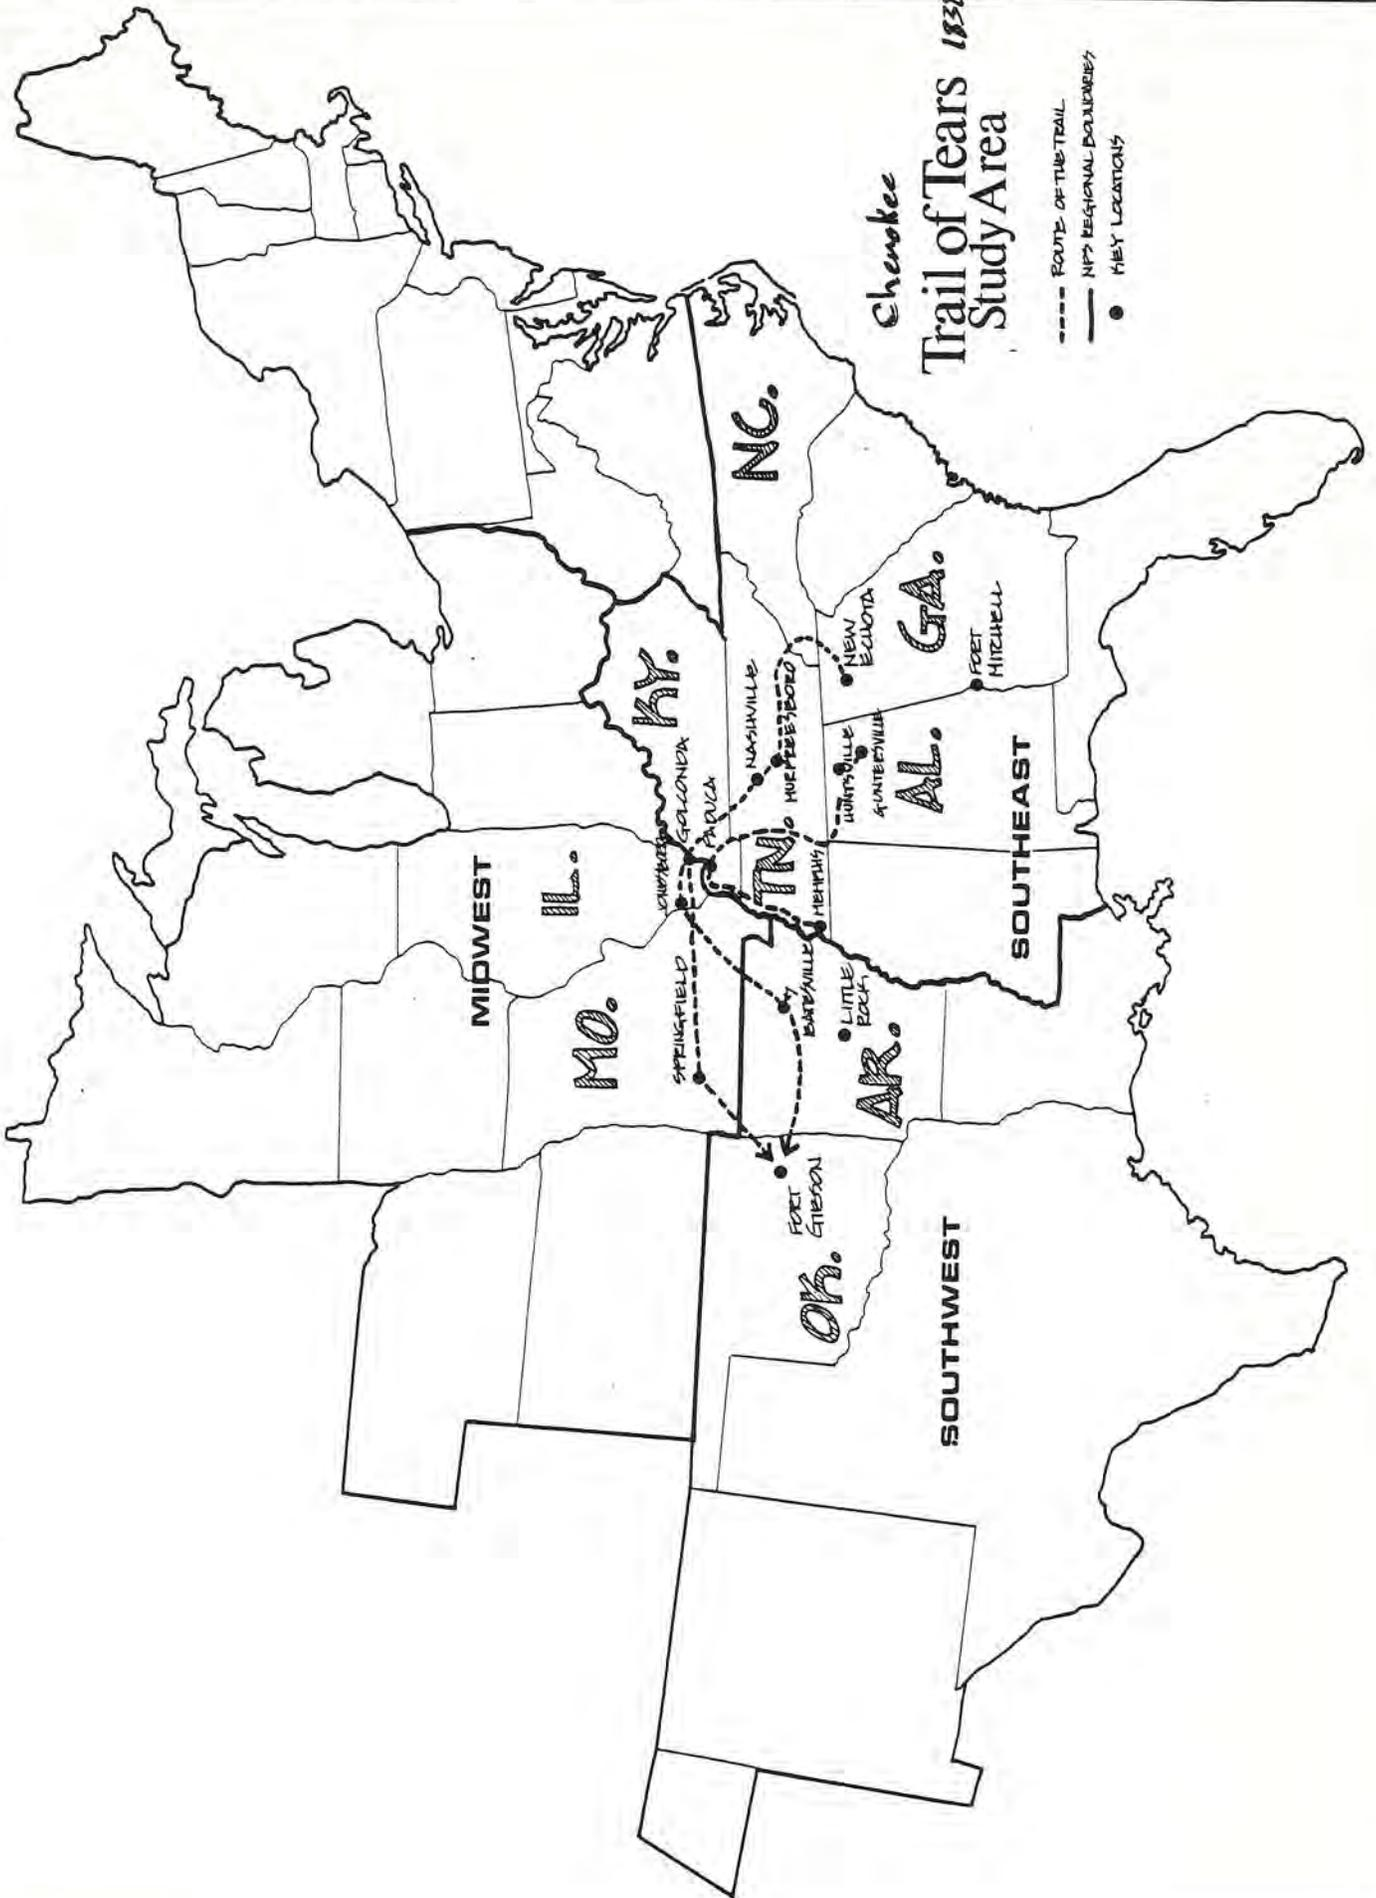 Cherokee
Trail of Tears
Study Area
ROUTE OF THE TRAIL
NPS REGIONAL BOUNDARIES
KEY LOCATIONS
MIDWEST
IL.
MO.
KY.
NC.
TN.
GA.
AL.
AR.
OK.
SOUTHEAST
SOUTHWEST
SPRINGFIELD
GOLCONDA
PADUCA
NASHVILLE
MURFREESBORO
NEW
ECHOTA
FORT
MITCHELL
HUNTSVILLE
GUNTERSVILLE
MEMPHIS
BATESVILLE
LITTLE
ROCK
FORT
GIBSON